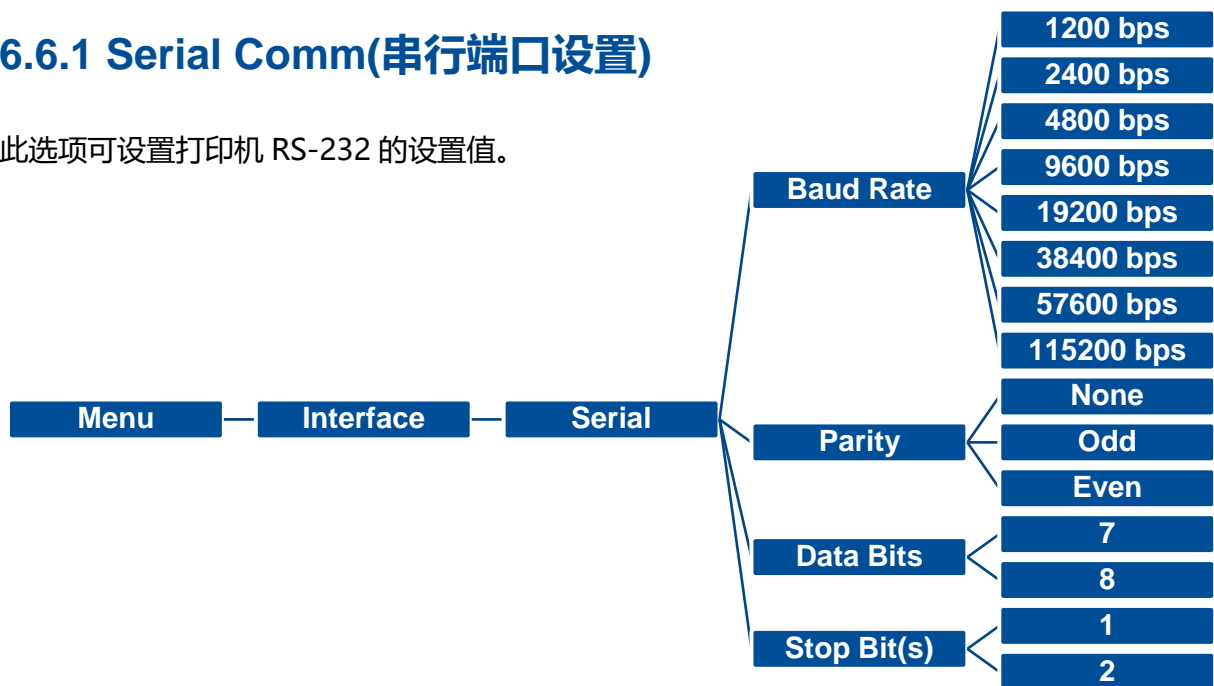 6.6.1 Serial Comm(串行端口设置)
此选项可设置打印机 RS-232 的设置值。
Menu
Interface
Serial
Baud Rate
1200 bps
2400 bps
4800 bps
9600 bps
19200 bps
38400 bps
57600 bps
115200 bps
Parity
None
Odd
Even
Data Bits
7
8
Stop Bit(s)
1
2